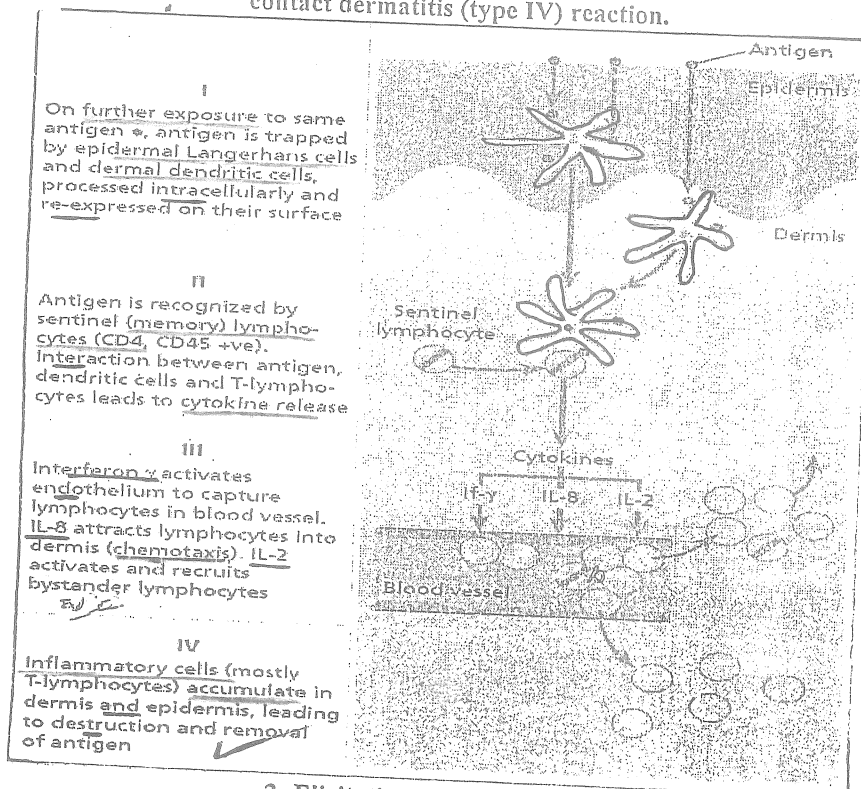 contact dermatitis (type IV) reaction.
I
On further exposure to same
antigen , antigen is trapped
by epidermal Langerhans cells
and dermal dendritic cells,
processed intracellularly and
re-expressed on their surface
II
Antigen is recognized by
sentinel (memory) lympho-
cytes (CD4, CD45 +ve).
Interaction between antigen,
dendritic cells and T-lympho-
cytes leads to cytokine release
III
Interferon γ activates
endothelium to capture
lymphocytes in blood vessel.
IL-8 attracts lymphocytes into
dermis (chemotaxis). IL-2
activates and recruits
bystander lymphocytes
IV
Inflammatory cells (mostly
T-lymphocytes) accumulate in
dermis and epidermis, leading
to destruction and removal
of antigen
Antigen
Epidermis
Dermis
Sentinel
lymphocyte
Cytokines
If-γ IL-8 IL-2
Blood vessel